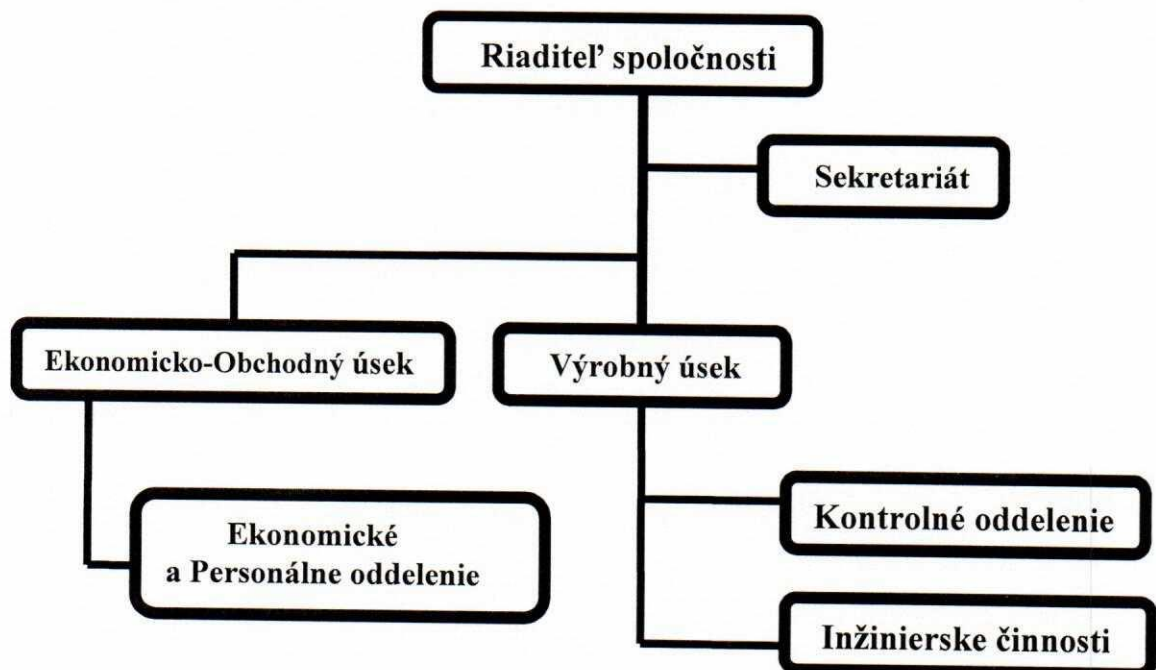 Riaditeľ spoločnosti
Sekretariát
Ekonomicko-Obchodný úsek
Výrobný úsek
Ekonomické
a Personálne oddelenie
Kontrolné oddelenie
Inžinierske činnosti